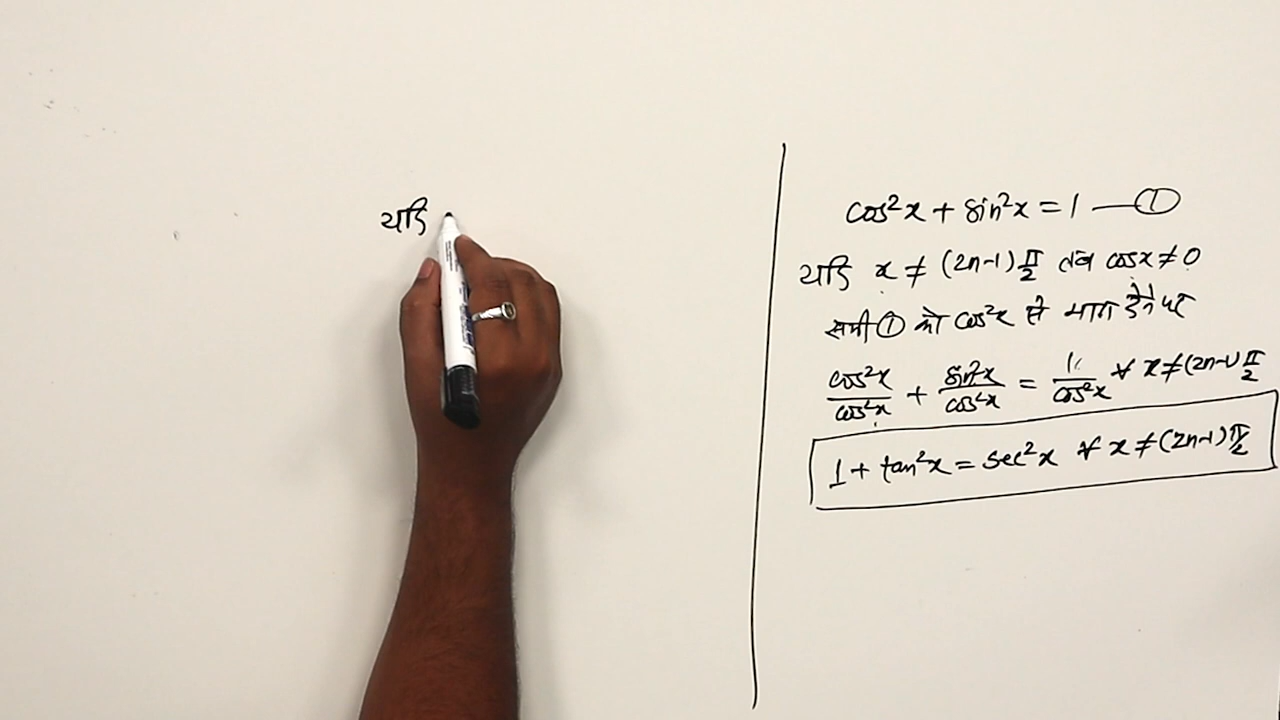 यदि
cos²x + sin²x = 1 —①
यदि x ≠ (2n-1) π/2 तब cosx ≠ 0
समी ① को cos²x से भाग देने पर
cos²x/cos²x + sin²x/cos²x = 1/cos²x ∀ x ≠ (2n-1) π/2
1 + tan²x = sec²x ∀ x ≠ (2n-1) π/2